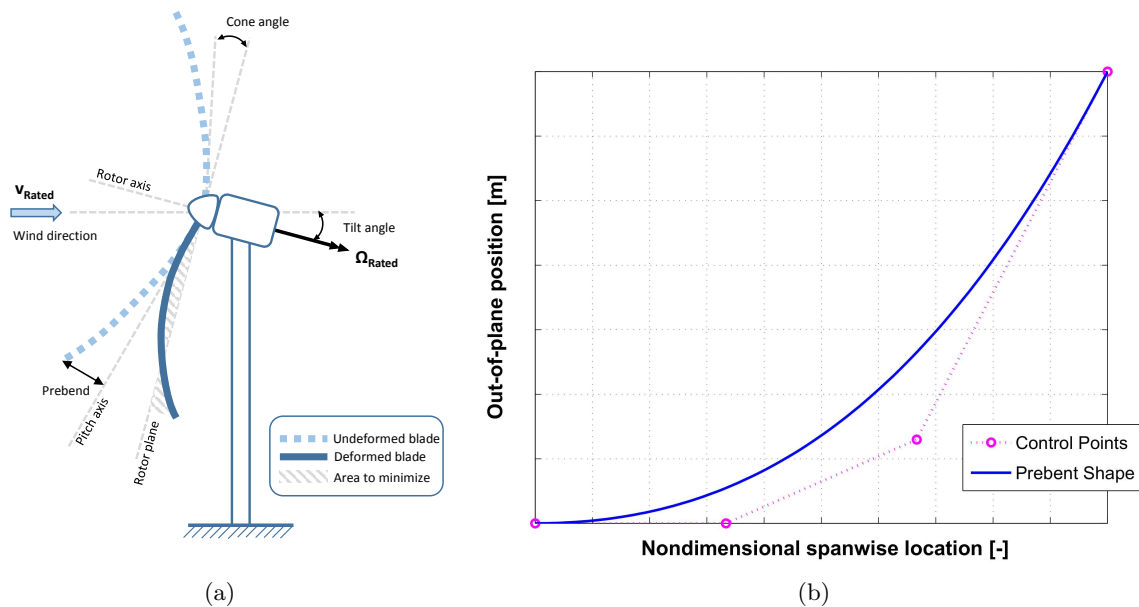 Cone angle
Rotor axis
V_Rated
Wind direction
Tilt angle
Ω_Rated
Prebend
Pitch axis
Rotor plane
Undeformed blade
Deformed blade
Area to minimize
(a)
Out-of-plane position [m]
Control Points
Prebent Shape
Nondimensional spanwise location [-]
(b)